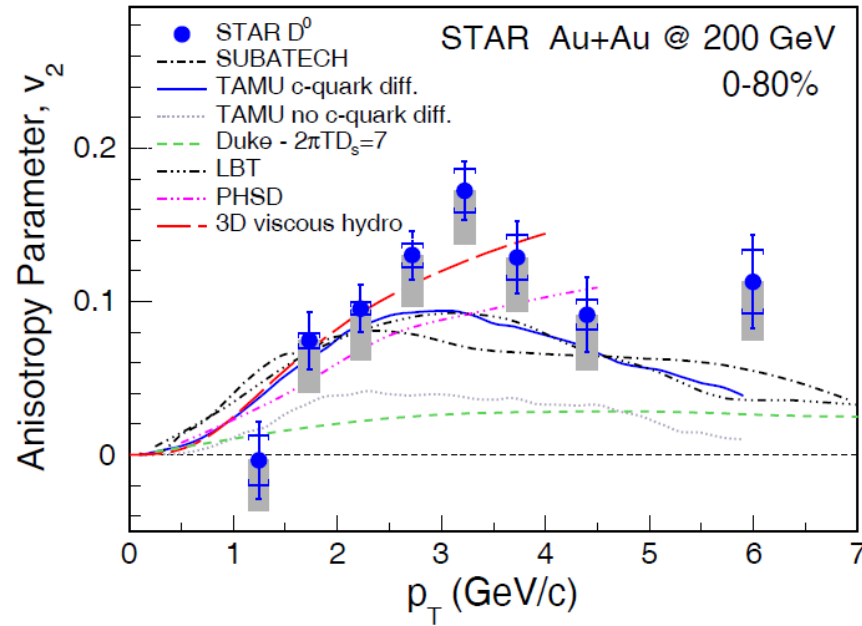 STAR Au+Au @ 200 GeV
0-80%
STAR D⁰
SUBATECH
TAMU c-quark diff.
TAMU no c-quark diff.
Duke - 2πTDₛ=7
LBT
PHSD
3D viscous hydro
Anisotropy Parameter, v₂
0.2
0.1
0
0 1 2 3 4 5 6 7
p_T (GeV/c)